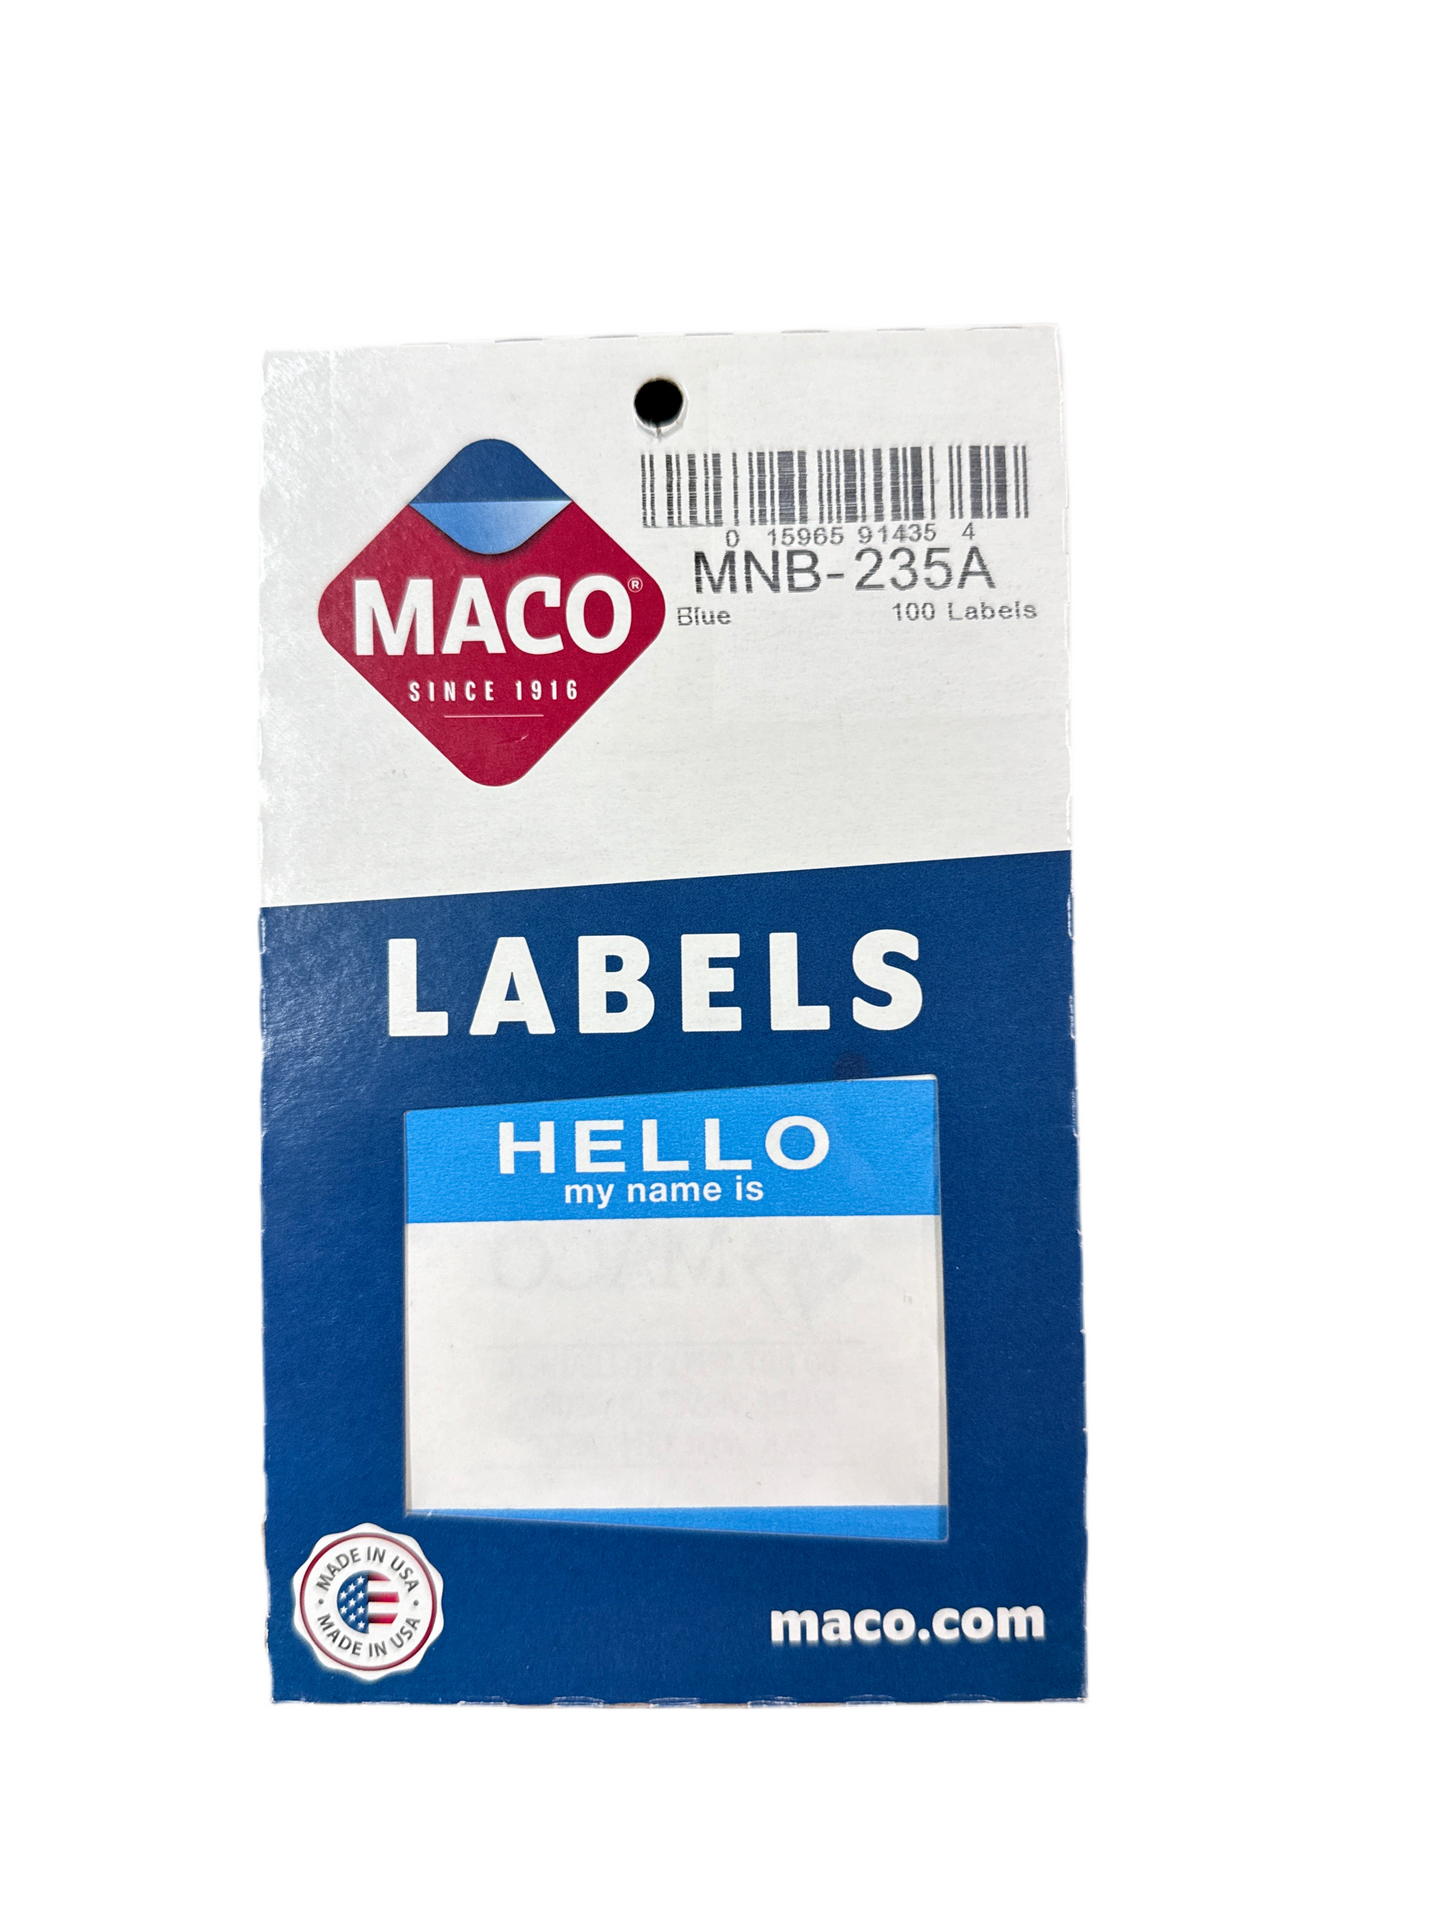 0 15965 91435 4
MNB-235A
Blue 100 Labels
MACO®
SINCE 1916
LABELS
HELLO
my name is
MACO
MADE IN USA • MADE IN USA •
maco.com